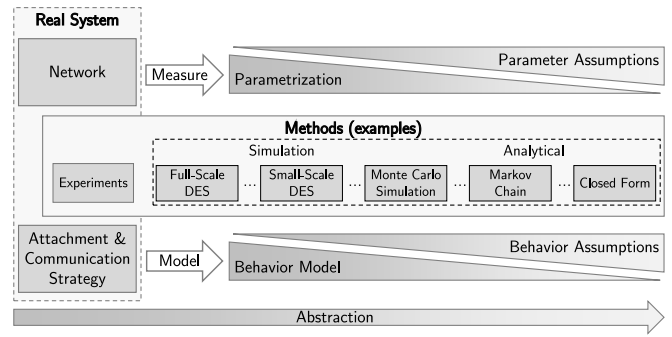 Real System
Network
Measure
Parameter Assumptions
Parametrization
Methods (examples)
Simulation
Analytical
Experiments
Full-Scale
DES
...
Small-Scale
DES
...
Monte Carlo
Simulation
...
Markov
Chain
...
Closed Form
Attachment &
Communication
Strategy
Model
Behavior Assumptions
Behavior Model
Abstraction